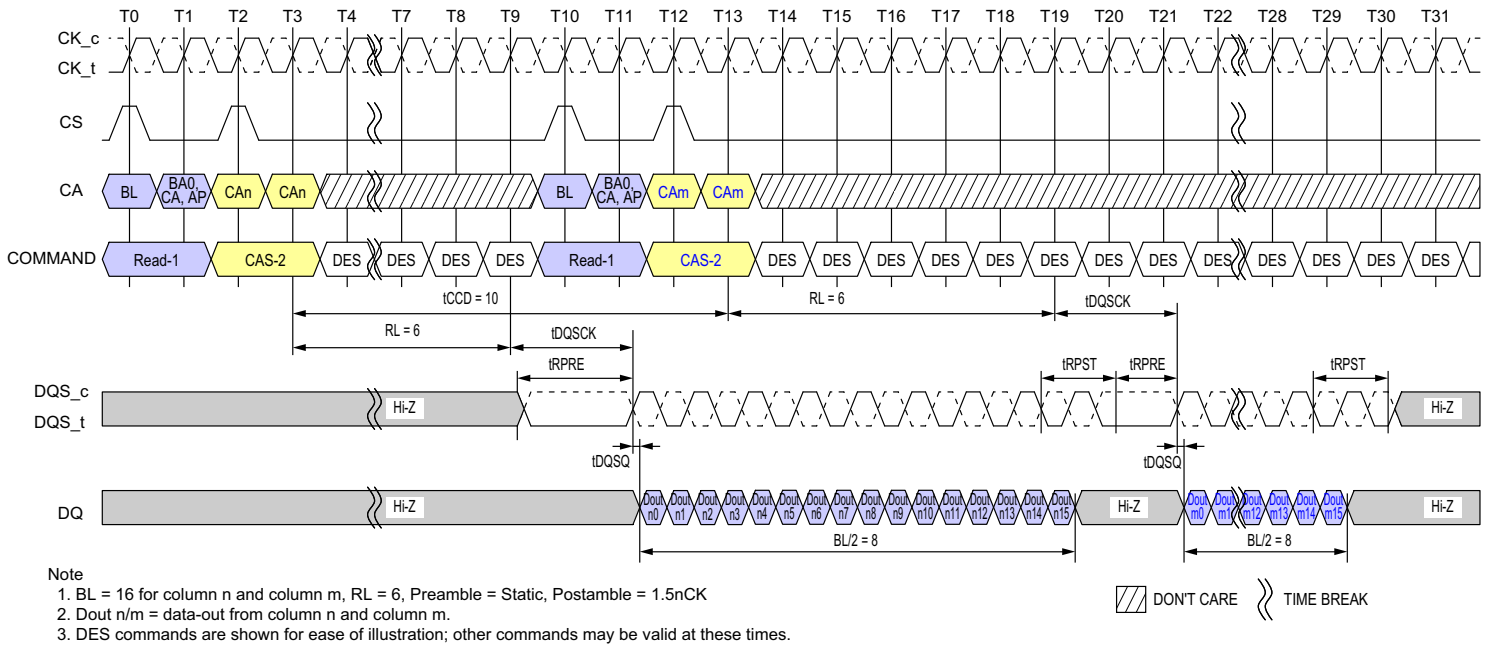 T0 T1 T2 T3 T4 T7 T8 T9 T10 T11 T12 T13 T14 T15 T16 T17 T18 T19 T20 T21 T22 T28 T29 T30 T31
CK_c
CK_t
CS
CA BL BA0, CA, AP CAn CAn BL BA0, CA, AP CAm CAm
COMMAND Read-1 CAS-2 DES DES DES DES Read-1 CAS-2 DES DES DES DES DES DES DES DES DES DES DES DES DES
tCCD = 10 RL = 6 tDQSCK
RL = 6 tDQSCK
tRPRE tRPST tRPRE tRPST
DQS_c
DQS_t
Hi-Z Hi-Z
tDQSQ tDQSQ
DQ Hi-Z Dout n0 Dout n1 Dout n2 Dout n3 Dout n4 Dout n5 Dout n6 Dout n7 Dout n8 Dout n9 Dout n10 Dout n11 Dout n12 Dout n13 Dout n14 Dout n15 Hi-Z Dout m0 Dout m1 Dout m12 Dout m13 Dout m14 Dout m15 Hi-Z
BL/2 = 8 BL/2 = 8
Note
1. BL = 16 for column n and column m, RL = 6, Preamble = Static, Postamble = 1.5nCK
2. Dout n/m = data-out from column n and column m.
3. DES commands are shown for ease of illustration; other commands may be valid at these times.
DON'T CARE TIME BREAK